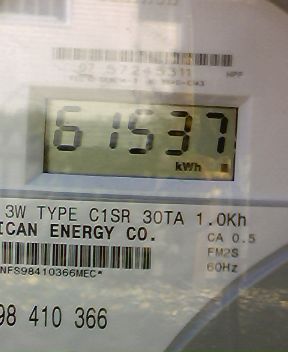 61537
kWh
3W TYPE C1SR 30TA 1.0Kh
ICAN ENERGY CO.
CA 0.5
FM2S
60Hz
NFS98410366MEC*
98 410 366